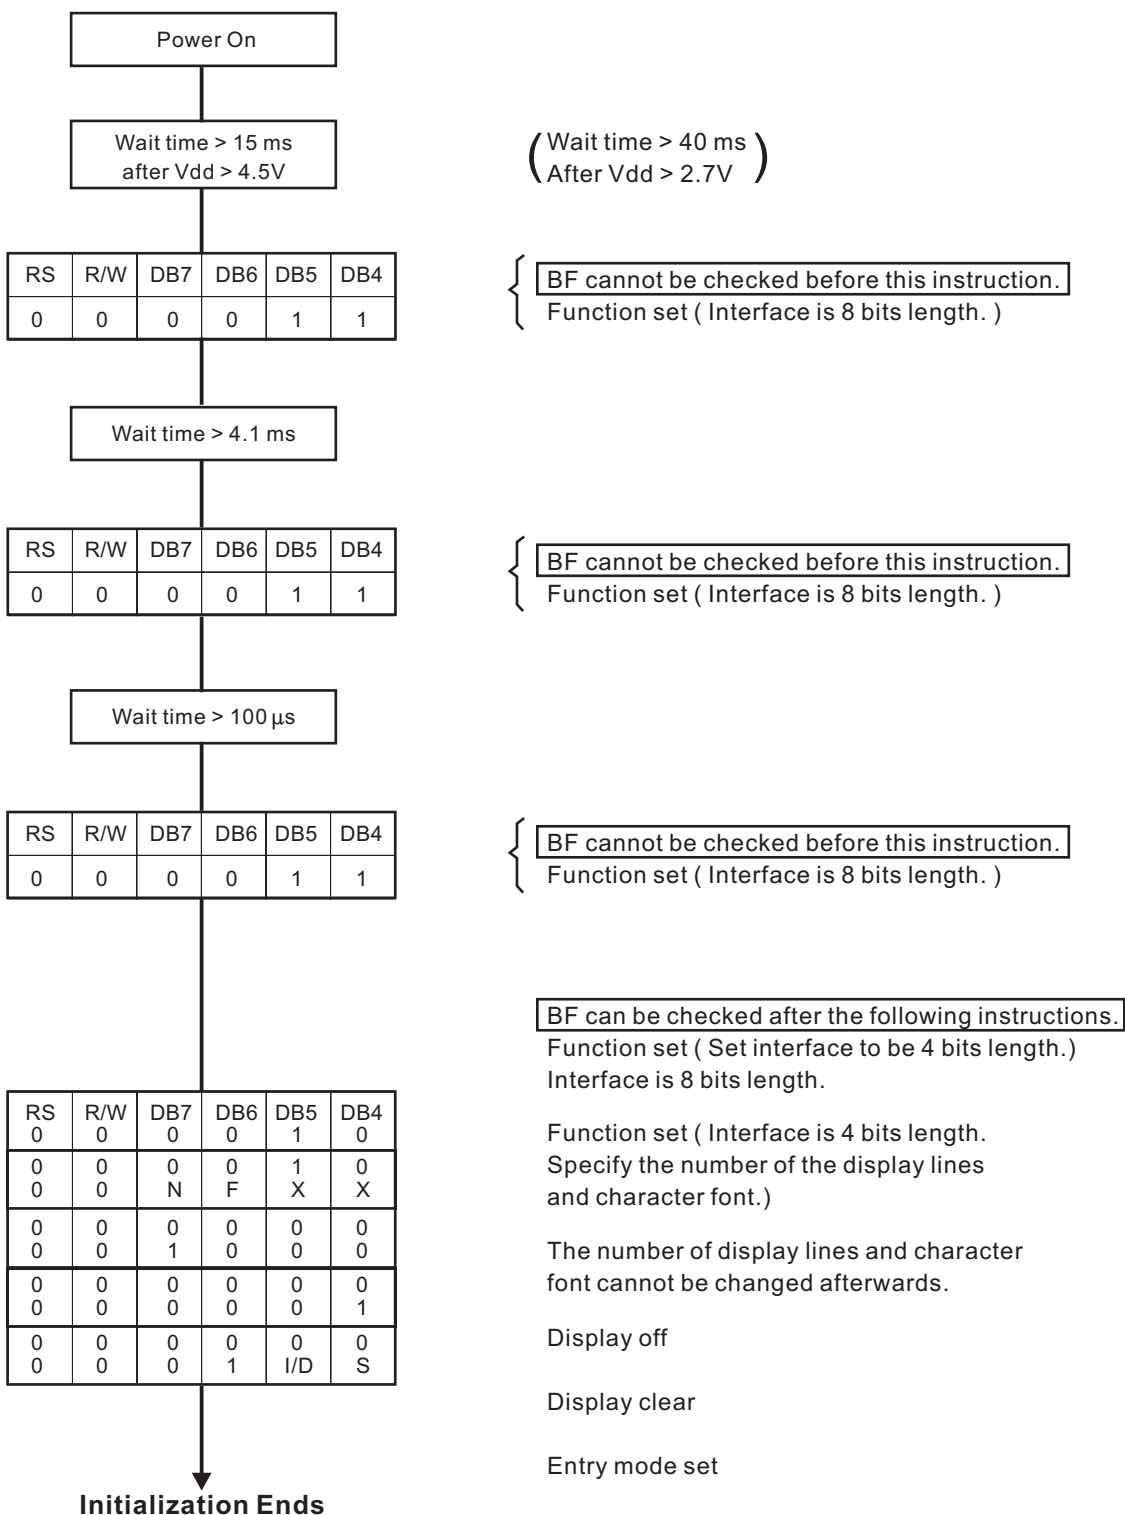 Power On
Wait time > 15 ms
after Vdd > 4.5V
(Wait time > 40 ms
After Vdd > 2.7V)
RS R/W DB7 DB6 DB5 DB4
0 0 0 0 1 1
BF cannot be checked before this instruction.
Function set ( Interface is 8 bits length. )
Wait time > 4.1 ms
RS R/W DB7 DB6 DB5 DB4
0 0 0 0 1 1
BF cannot be checked before this instruction.
Function set ( Interface is 8 bits length. )
Wait time > 100 µs
RS R/W DB7 DB6 DB5 DB4
0 0 0 0 1 1
BF cannot be checked before this instruction.
Function set ( Interface is 8 bits length. )
BF can be checked after the following instructions.
Function set ( Set interface to be 4 bits length.)
Interface is 8 bits length.
RS R/W DB7 DB6 DB5 DB4
0 0 0 0 1 0
0 0 0 0 1 0
0 0 N F X X
0 0 0 0 0 0
0 0 1 0 0 0
0 0 0 0 0 0
0 0 0 0 0 1
0 0 0 0 0 0
0 0 0 1 I/D S
Function set ( Interface is 4 bits length.
Specify the number of the display lines
and character font.)
The number of display lines and character
font cannot be changed afterwards.
Display off
Display clear
Entry mode set
Initialization Ends